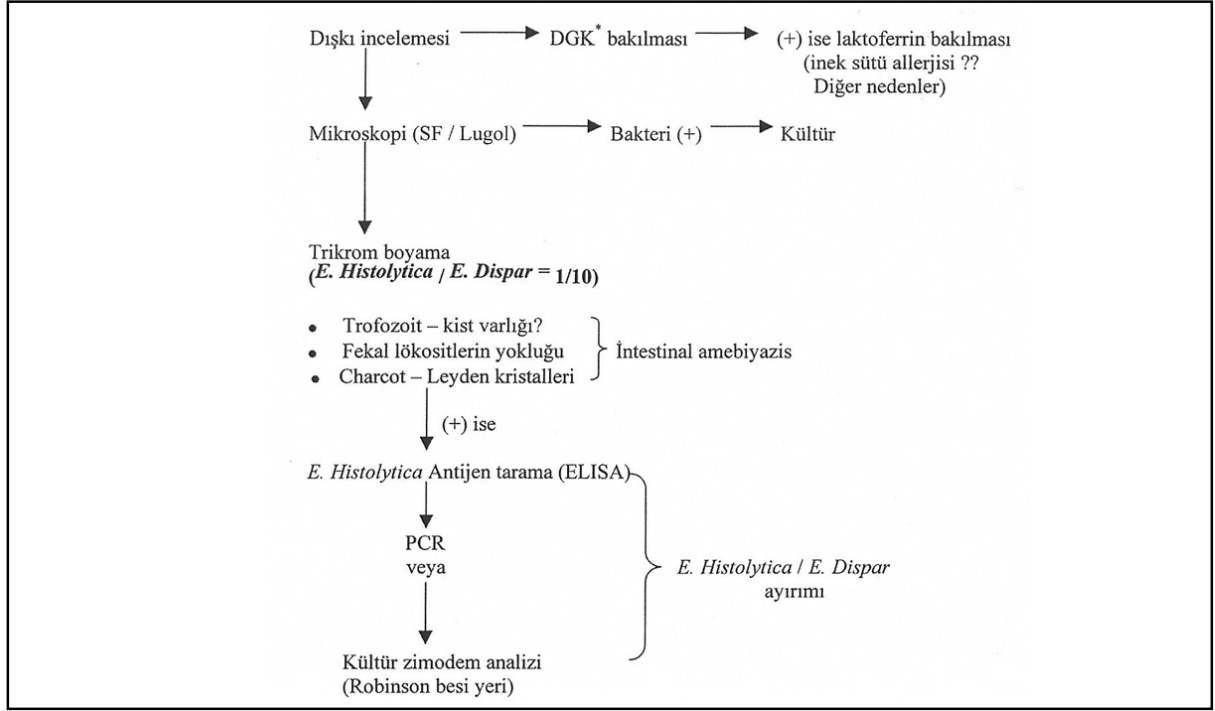 Dışkı incelemesi DGK* bakılması (+) ise laktoferrin bakılması
(inek sütü allerjisi ??
Diğer nedenler)
Mikroskopi (SF / Lugol) Bakteri (+) Kültür
Trikrom boyama
(E. Histolytica / E. Dispar = 1/10)
• Trofozoit – kist varlığı?
• Fekal lökositlerin yokluğu İntestinal amebiyazis
• Charcot – Leyden kristalleri
(+) ise
E. Histolytica Antijen tarama (ELISA)
PCR
veya
E. Histolytica / E. Dispar
ayırımı
Kültür zimodem analizi
(Robinson besi yeri)